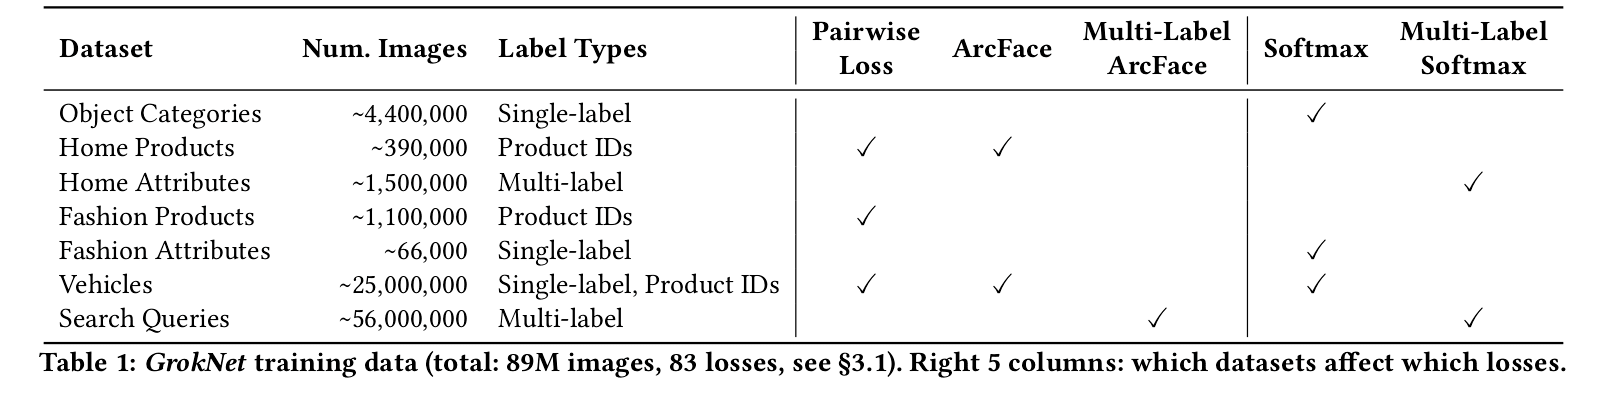 Dataset Num. Images Label Types Pairwise Loss ArcFace Multi-Label ArcFace Softmax Multi-Label Softmax
Object Categories ~4,400,000 Single-label ✓
Home Products ~390,000 Product IDs ✓ ✓
Home Attributes ~1,500,000 Multi-label ✓
Fashion Products ~1,100,000 Product IDs ✓
Fashion Attributes ~66,000 Single-label ✓
Vehicles ~25,000,000 Single-label, Product IDs ✓ ✓ ✓
Search Queries ~56,000,000 Multi-label ✓ ✓
Table 1: GrokNet training data (total: 89M images, 83 losses, see §3.1). Right 5 columns: which datasets affect which losses.